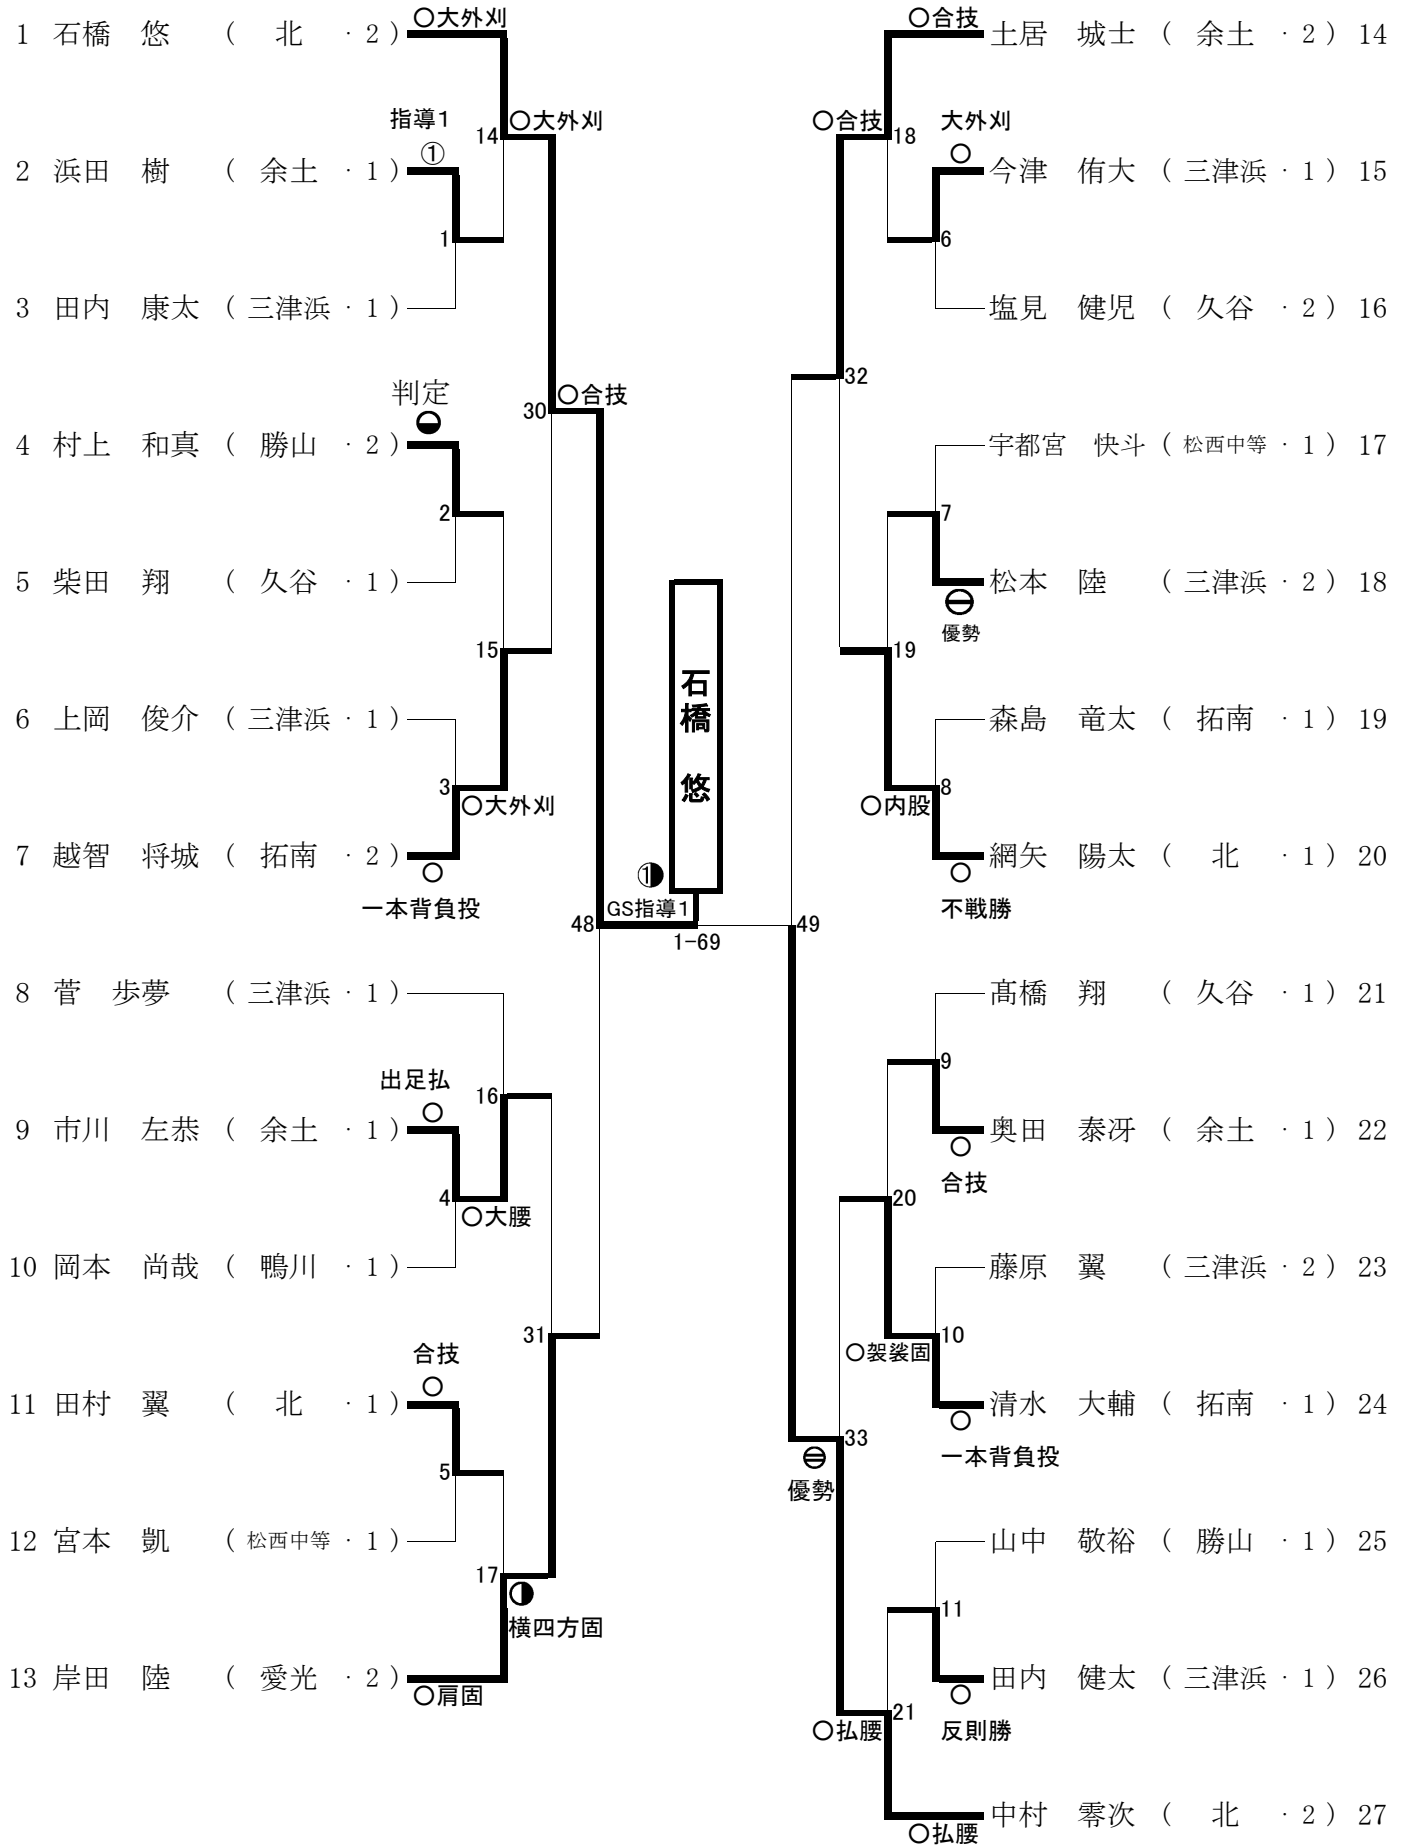 ○大外刈
1 石橋 悠 ( 北 ・2)
指導1
①
14
○大外刈
2 浜田 樹 ( 余土 ・1)
1
3 田内 康太 ( 三津浜 ・1)
判定
30
○合技
4 村上 和真 ( 勝山 ・2)
2
5 柴田 翔 ( 久谷 ・1)
15
6 上岡 俊介 ( 三津浜 ・1)
3
○大外刈
7 越智 将城 ( 拓南 ・2)
○
一本背負投
48
8 菅 歩夢 ( 三津浜 ・1)
出足払
○
16
9 市川 左恭 ( 余土 ・1)
4
○大腰
10 岡本 尚哉 ( 鴨川 ・1)
31
合技
○
11 田村 翼 ( 北 ・1)
5
12 宮本 凱 ( 松西中等 ・1)
17
横四方固
13 岸田 陸 ( 愛光 ・2)
○肩固
石橋 悠
①
GS指導1
1-69
○合技
土居 城士 ( 余土 ・2) 14
○合技
18
大外刈
○
今津 侑大 ( 三津浜 ・1) 15
6
塩見 健児 ( 久谷 ・2) 16
32
宇都宮 快斗 ( 松西中等 ・1) 17
7
松本 陸 ( 三津浜 ・2) 18
優勢
19
森島 竜太 ( 拓南 ・1) 19
○内股
8
網矢 陽太 ( 北 ・1) 20
○
不戦勝
49
髙橋 翔 ( 久谷 ・1) 21
9
奥田 泰冴 ( 余土 ・1) 22
○
合技
20
藤原 翼 ( 三津浜 ・2) 23
○袈裟固
10
清水 大輔 ( 拓南 ・1) 24
○
一本背負投
33
優勢
山中 敬裕 ( 勝山 ・1) 25
11
田内 健太 ( 三津浜 ・1) 26
○
反則勝
○払腰
21
中村 零次 ( 北 ・2) 27
○払腰